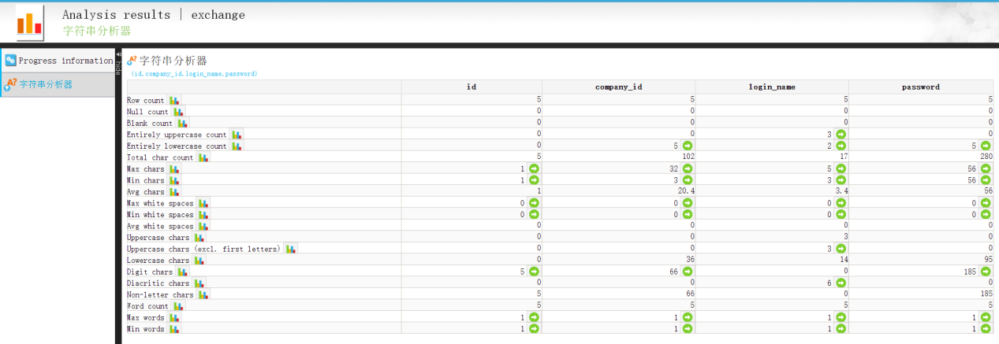 Analysis results | exchange
字符串分析器
Progress information
字符串分析器
hide
字符串分析器
(id,company_id,login_name,password)
id company_id login_name password
Row count 5 5 5 5
Null count 0 0 0 0
Blank count 0 0 0 0
Entirely uppercase count 0 0 3 0
Entirely lowercase count 0 5 2 5
Total char count 5 102 17 280
Max chars 1 32 5 56
Min chars 1 3 3 56
Avg chars 1 20.4 3.4 56
Max white spaces 0 0 0 0
Min white spaces 0 0 0 0
Avg white spaces 0 0 0 0
Uppercase chars 0 0 3 0
Uppercase chars (excl. first letters) 0 0 3 0
Lowercase chars 0 36 14 95
Digit chars 5 66 0 185
Diacritic chars 0 0 6 0
Non-letter chars 5 66 0 185
Word count 5 5 5 5
Max words 1 1 1 1
Min words 1 1 1 1